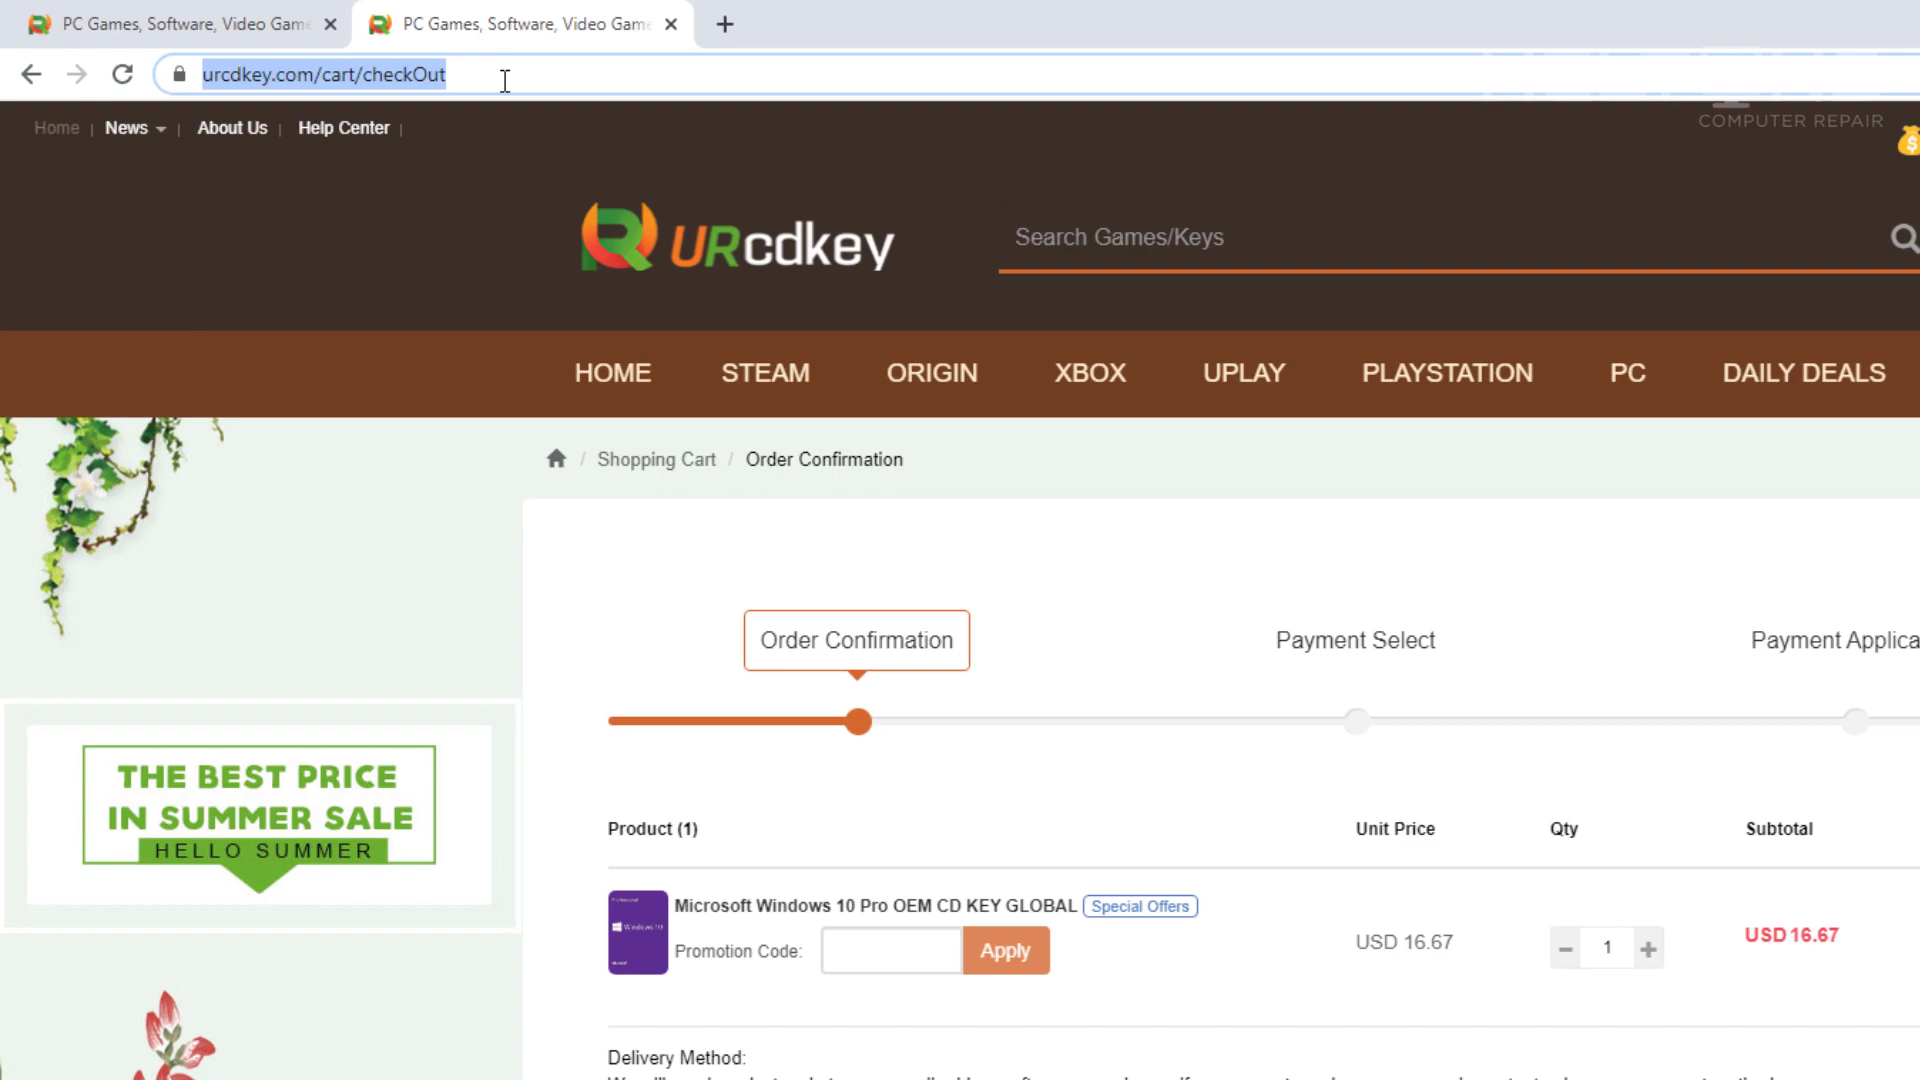 PC Games, Software, Video Game
PC Games, Software, Video Game
urcdkey.com/cart/checkOut
Home | News | About Us | Help Center |
COMPUTER REPAIR
URcdkey
Search Games/Keys
HOME STEAM ORIGIN XBOX UPLAY PLAYSTATION PC DAILY DEALS
/ Shopping Cart / Order Confirmation
Order Confirmation Payment Select Payment Applica
THE BEST PRICE
IN SUMMER SALE
HELLO SUMMER
Product (1) Unit Price Qty Subtotal
Microsoft Windows 10 Pro OEM CD KEY GLOBAL Special Offers
Windows 10
Promotion Code: Apply
USD 16.67 − 1 + USD 16.67
Delivery Method: